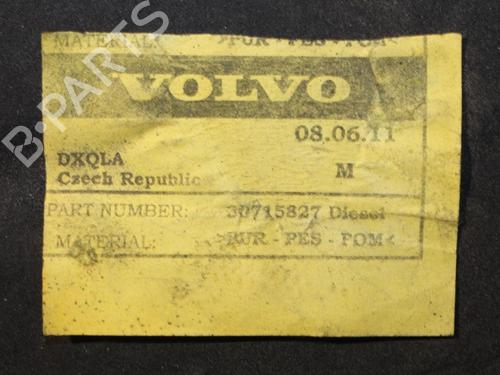 MATERIAL: >PUR - PES - POM<
VOLVO
08.06.11
DXQLA
Czech Republic M
PART NUMBER: 30715827 Diesel
MATERIAL: >PUR - PES - POM<
B-PARTS